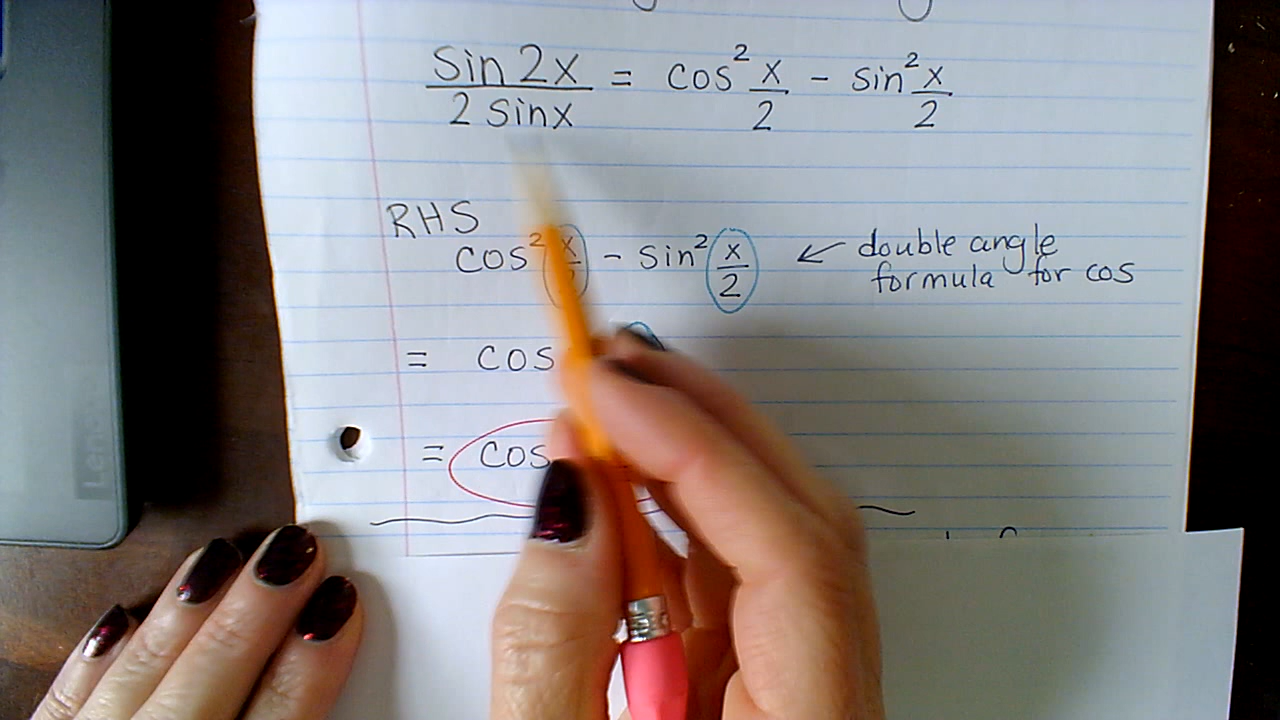 sin 2x / 2 sin x = cos² x/2 - sin² x/2
RHS
cos² x/2 - sin² x/2 ← double angle
formula for cos
= cos
= cos